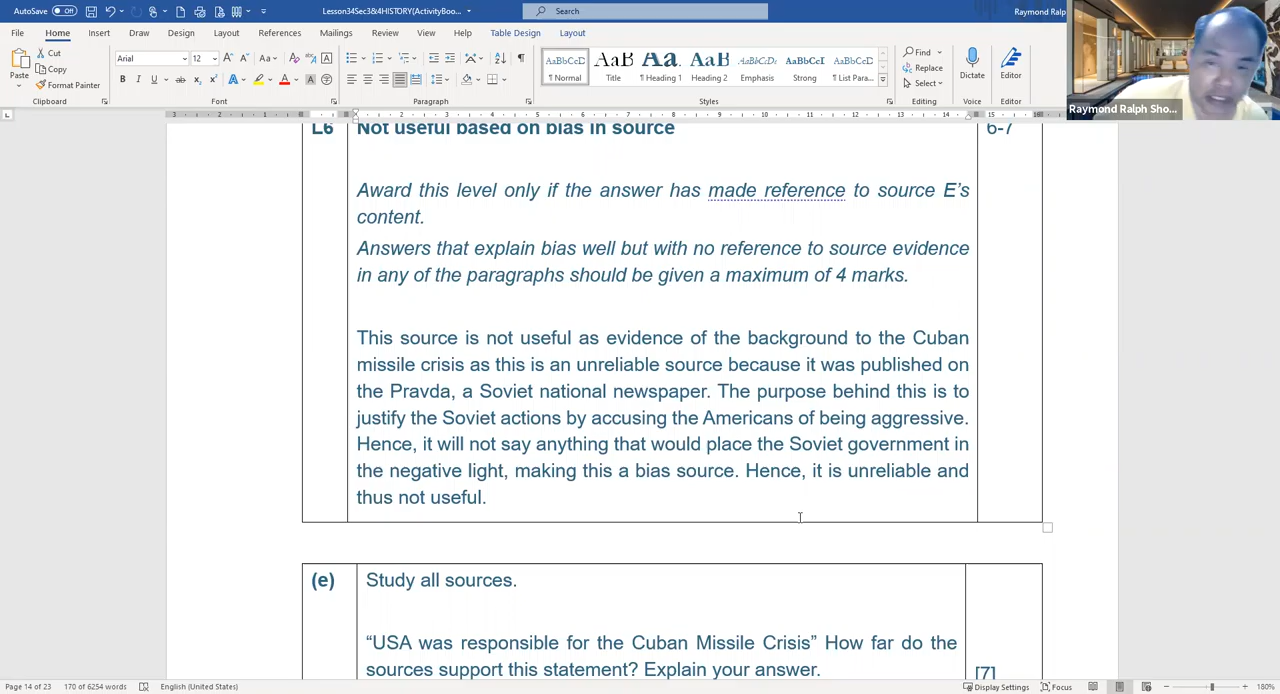 AutoSave Off Lesson34Sec3&4HISTORY(ActivityBoo... Search Raymond Ralph
File Home Insert Draw Design Layout References Mailings Review View Help Table Design Layout
Paste Cut Copy Format Painter
Arial 12 Aa
AaBbCcI AaB Aa. AaB AaBbCcDc AaBbCcI AaBbCcD
¶ Normal Title ¶ Heading 1 Heading 2 Emphasis Strong ¶ List Para...
Find Replace Select Dictate Editor
Clipboard Font Paragraph Styles Editing Voice Editor
Raymond Ralph Sho...
L6 Not useful based on bias in source 6-7
Award this level only if the answer has made reference to source E's
content.
Answers that explain bias well but with no reference to source evidence
in any of the paragraphs should be given a maximum of 4 marks.
This source is not useful as evidence of the background to the Cuban
missile crisis as this is an unreliable source because it was published on
the Pravda, a Soviet national newspaper. The purpose behind this is to
justify the Soviet actions by accusing the Americans of being aggressive.
Hence, it will not say anything that would place the Soviet government in
the negative light, making this a bias source. Hence, it is unreliable and
thus not useful.
(e) Study all sources.
“USA was responsible for the Cuban Missile Crisis” How far do the
sources support this statement? Explain your answer. [7]
Page 14 of 23 170 of 6254 words English (United States) Display Settings Focus 180%